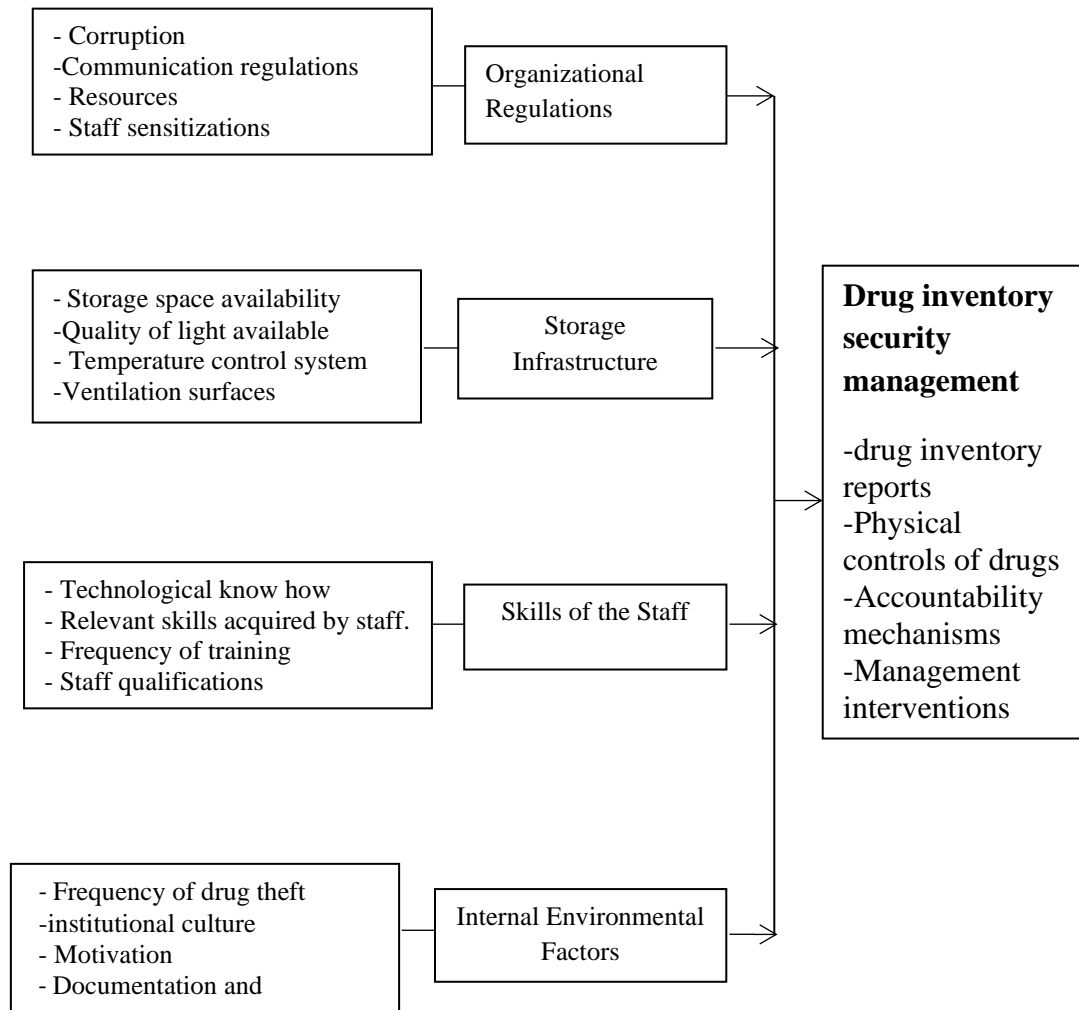 - Corruption
-Communication regulations
- Resources
- Staff sensitizations
Organizational
Regulations
- Storage space availability
-Quality of light available
- Temperature control system
-Ventilation surfaces
Storage
Infrastructure
- Technological know how
- Relevant skills acquired by staff.
- Frequency of training
- Staff qualifications
Skills of the Staff
- Frequency of drug theft
-institutional culture
- Motivation
- Documentation and
Internal Environmental
Factors
Drug inventory
security
management
-drug inventory
reports
-Physical
controls of drugs
-Accountability
mechanisms
-Management
interventions